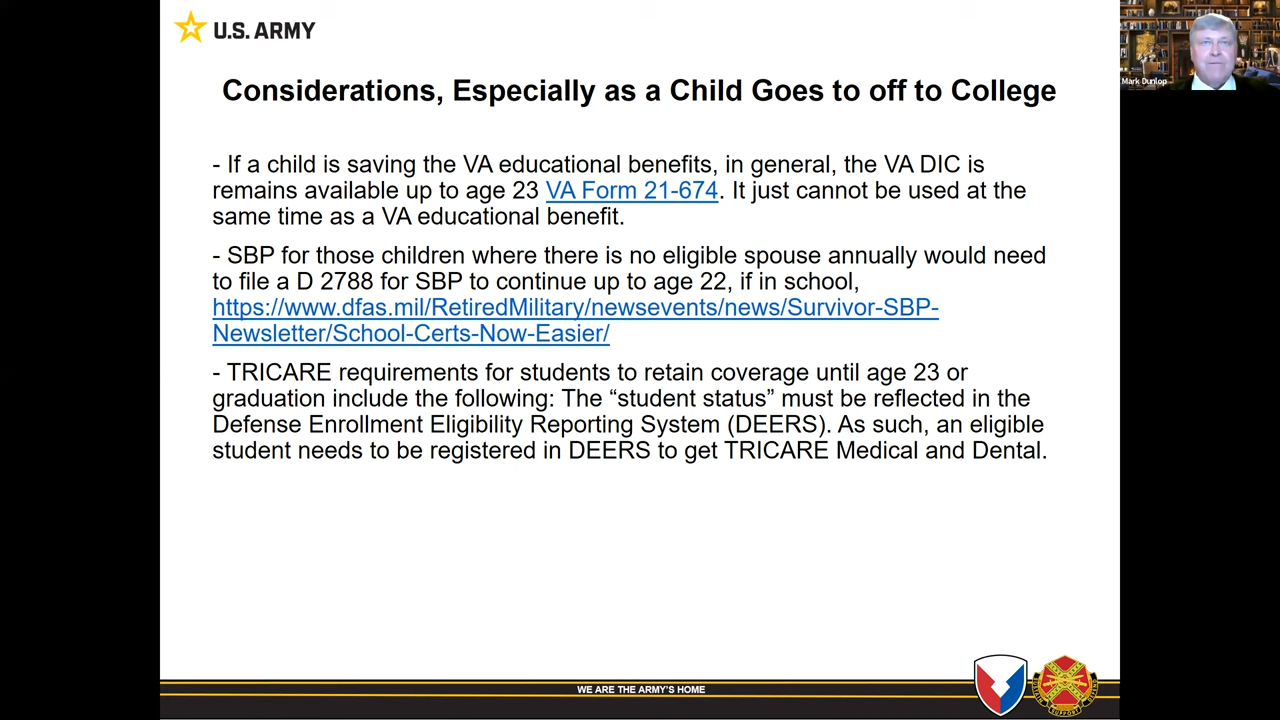 U.S. ARMY
Mark Dunlop
Considerations, Especially as a Child Goes to off to College
- If a child is saving the VA educational benefits, in general, the VA DIC is
remains available up to age 23 VA Form 21-674. It just cannot be used at the
same time as a VA educational benefit.
- SBP for those children where there is no eligible spouse annually would need
to file a D 2788 for SBP to continue up to age 22, if in school,
https://www.dfas.mil/RetiredMilitary/newsevents/news/Survivor-SBP-
Newsletter/School-Certs-Now-Easier/
- TRICARE requirements for students to retain coverage until age 23 or
graduation include the following: The “student status” must be reflected in the
Defense Enrollment Eligibility Reporting System (DEERS). As such, an eligible
student needs to be registered in DEERS to get TRICARE Medical and Dental.
WE ARE THE ARMY'S HOME